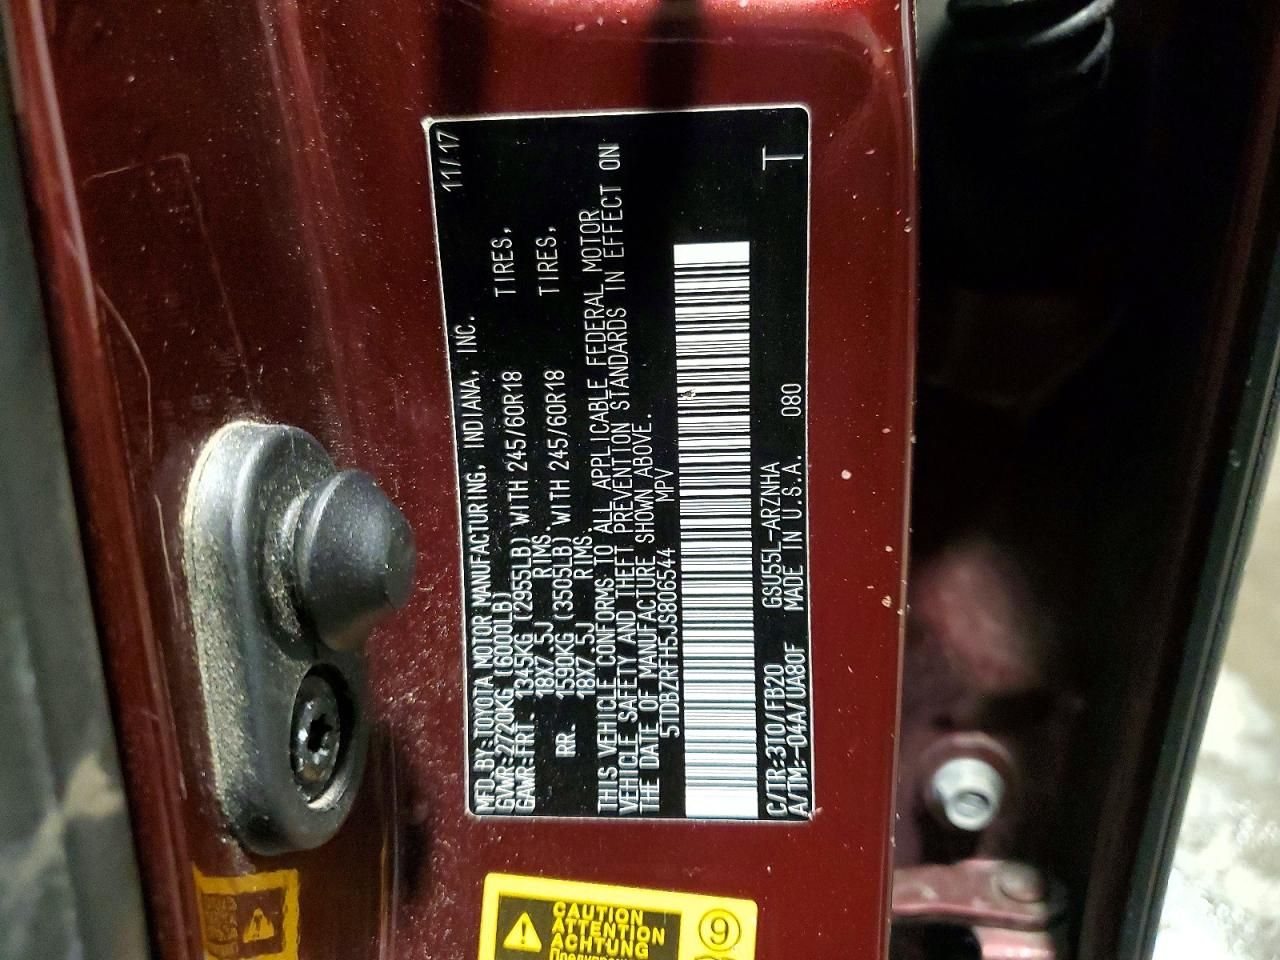 MFD.BY:TOYOTA MOTOR MANUFACTURING, INDIANA, INC. 11/17
GVWR:2720KG (6000LB)
GAWR:FRT. 1345KG (2955LB) WITH 245/60R18 TIRES,
18X7.5J RIMS.
RR. 1590KG (3505LB) WITH 245/60R18 TIRES,
18X7.5J RIMS.
THIS VEHICLE CONFORMS TO ALL APPLICABLE FEDERAL MOTOR
VEHICLE SAFETY AND THEFT PREVENTION STANDARDS IN EFFECT ON
THE DATE OF MANUFACTURE SHOWN ABOVE.
5TDBZRFH5JS806544 MPV
C/TR:3T0/FB20 GSU55L-ARZNHA T
A/TM:-04A/UA80F MADE IN U.S.A. 080
CAUTION
ATTENTION
ACHTUNG
9